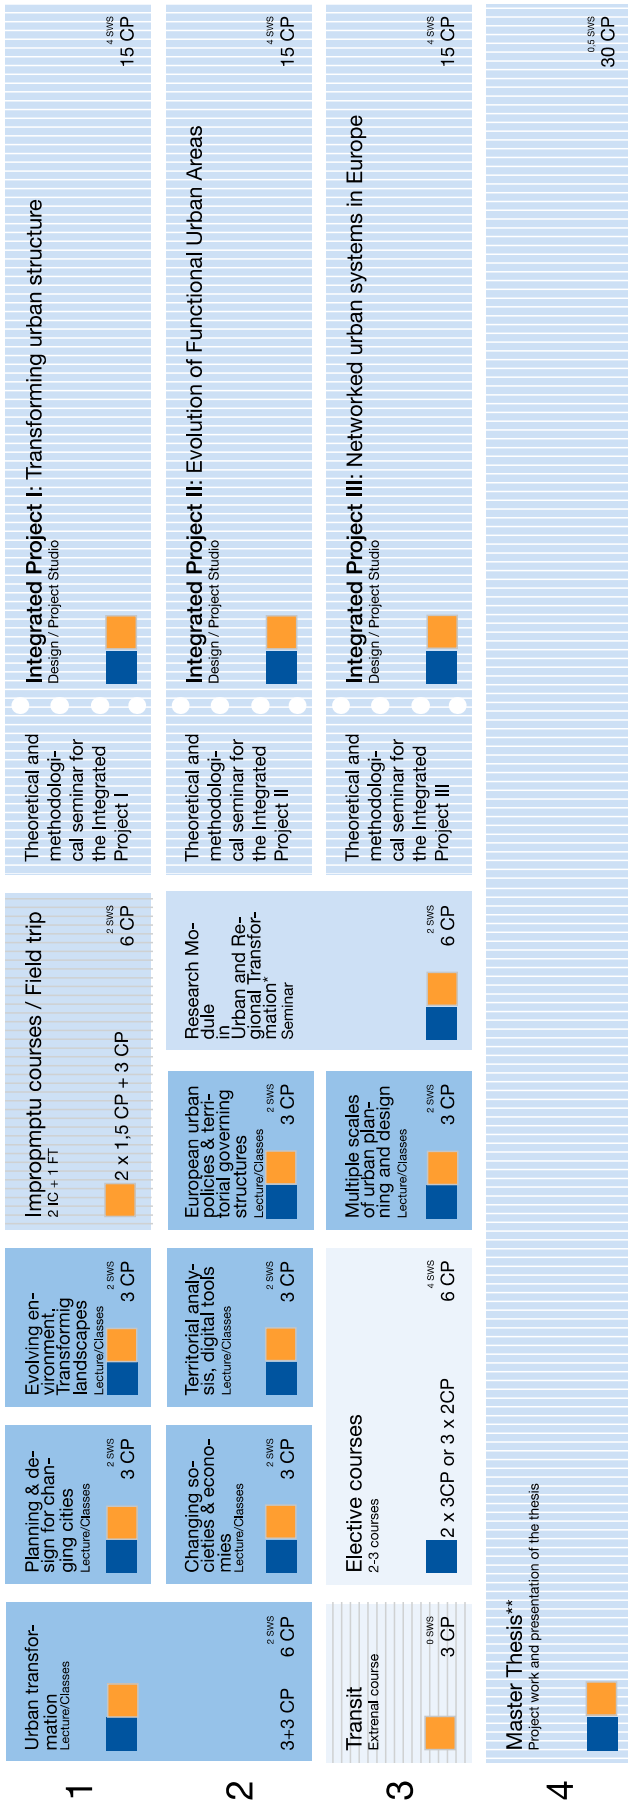 1
Urban transfor-
mation
Lecture/Classes
3+3 CP
2 SWS
6 CP
Planning & de-
sign for chan-
ging cities
Lecture/Classes
2 SWS
3 CP
Evolving en-
vironment,
Transformig
landscapes
Lecture/Classes
2 SWS
3 CP
Impropmptu courses / Field trip
2 IC + 1 FT
2 x 1,5 CP + 3 CP
2 SWS
6 CP
Theoretical and
methodologi-
cal seminar for
the Integrated
Project I
Integrated Project I: Transforming urban structure
Design / Project Studio
4 SWS
15 CP
2
Changing so-
cieties & econo-
mies
Lecture/Classes
2 SWS
3 CP
Territorial analy-
sis, digital tools
Lecture/Classes
2 SWS
3 CP
European urban
policies & terri-
torial governing
structures
Lecture/Classes
2 SWS
3 CP
Research Mo-
dule
in
Urban and Re-
gional Transfor-
mation*
Seminar
2 SWS
6 CP
Theoretical and
methodologi-
cal seminar for
the Integrated
Project II
Integrated Project II: Evolution of Functional Urban Areas
Design / Project Studio
4 SWS
15 CP
3
Transit
Extrenal course
0 SWS
3 CP
Elective courses
2-3 courses
2 x 3CP or 3 x 2CP
4 SWS
6 CP
Multiple scales
of urban plan-
ning and design
Lecture/Classes
2 SWS
3 CP
Theoretical and
methodologi-
cal seminar for
the Integrated
Project III
Integrated Project III: Networked urban systems in Europe
Design / Project Studio
4 SWS
15 CP
4
Master Thesis**
Project work and presentation of the thesis
0,5 SWS
30 CP